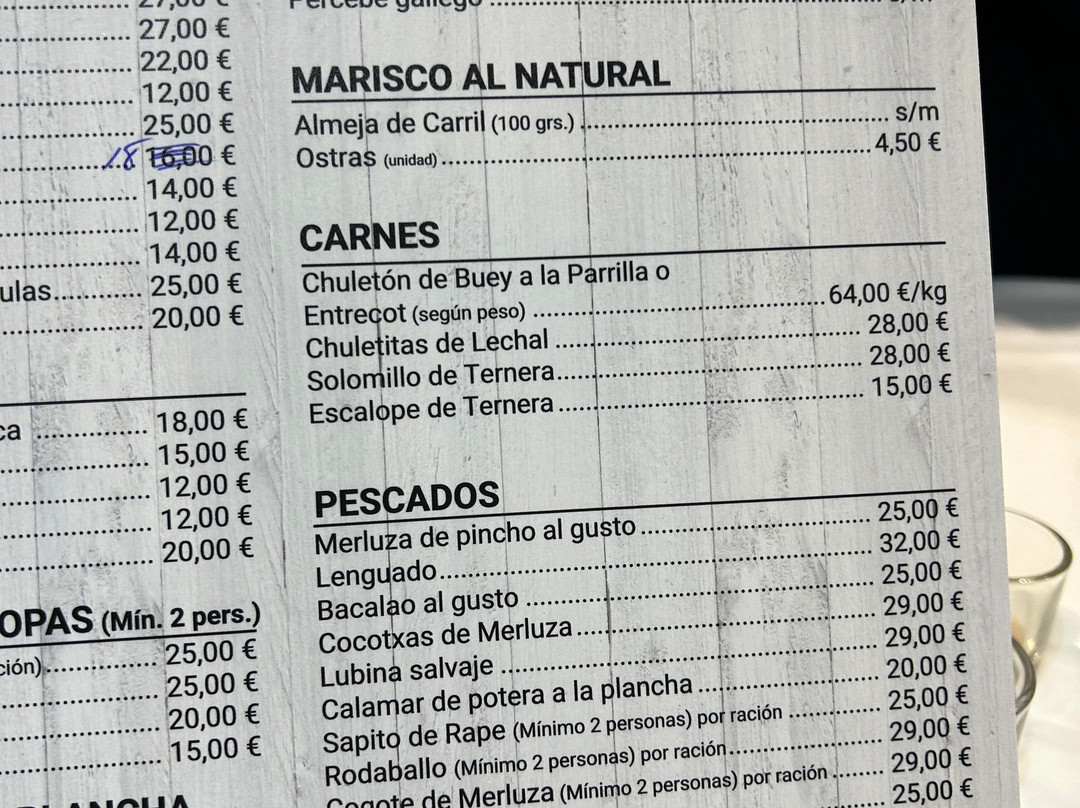 27,00 €
27,00 €
22,00 €
12,00 €
25,00 €
18 16,00 €
14,00 €
12,00 €
14,00 €
ulas........... 25,00 €
20,00 €
ca ............... 18,00 €
15,00 €
12,00 €
12,00 €
20,00 €
OPAS (Mín. 2 pers.)
ción)................ 25,00 €
25,00 €
20,00 €
15,00 €
PLANCHA
Percebe gallego ........ s/m
MARISCO AL NATURAL
Almeja de Carril (100 grs.) ........ s/m
Ostras (unidad) ........ 4,50 €
CARNES
Chuletón de Buey a la Parrilla o
Entrecot (según peso) ........ 64,00 €/kg
Chuletitas de Lechal ........ 28,00 €
Solomillo de Ternera........ 28,00 €
Escalope de Ternera ........ 15,00 €
PESCADOS
Merluza de pincho al gusto ........ 25,00 €
Lenguado........ 32,00 €
Bacalao al gusto ........ 25,00 €
Cocotxas de Merluza........ 29,00 €
Lubina salvaje ........ 29,00 €
Calamar de potera a la plancha ........ 20,00 €
Sapito de Rape (Mínimo 2 personas) por ración ........ 25,00 €
Rodaballo (Mínimo 2 personas) por ración........ 29,00 €
Cogote de Merluza (Mínimo 2 personas) por ración ........ 29,00 €
25,00 €